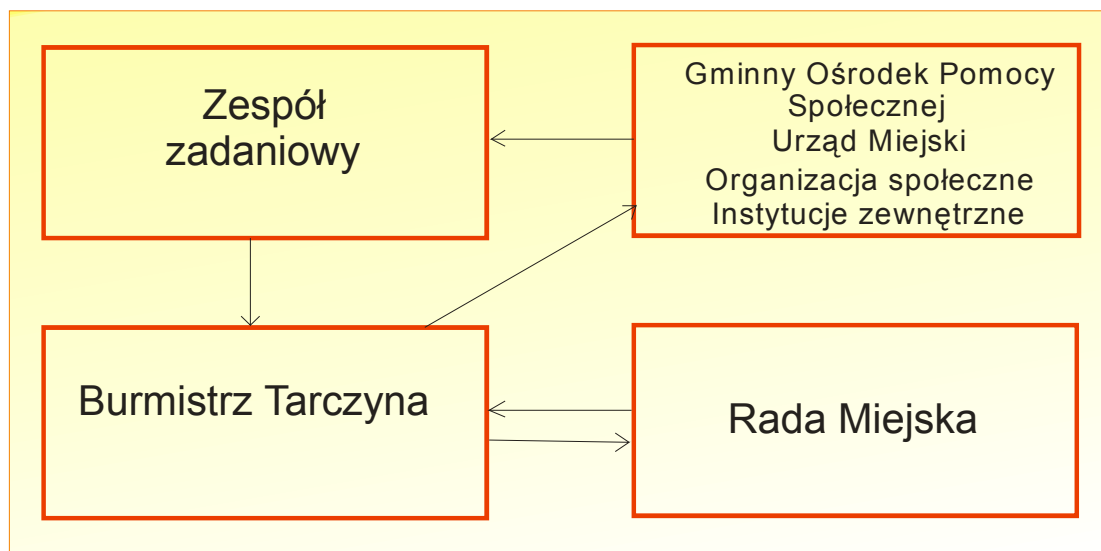 Zespół
zadaniowy
Gminny Ośrodek Pomocy
Społecznej
Urząd Miejski
Organizacja społeczne
Instytucje zewnętrzne
Burmistrz Tarczyna
Rada Miejska